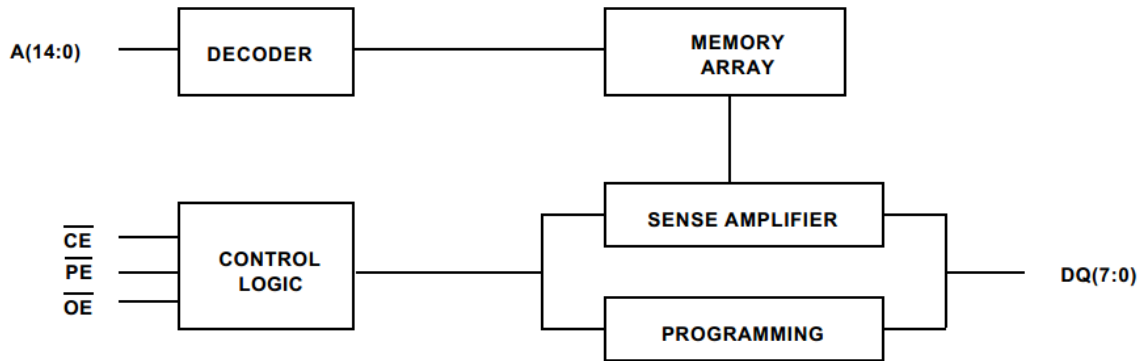 A(14:0)
DECODER
MEMORY
ARRAY
CE
PE
OE
CONTROL
LOGIC
SENSE AMPLIFIER
PROGRAMMING
DQ(7:0)